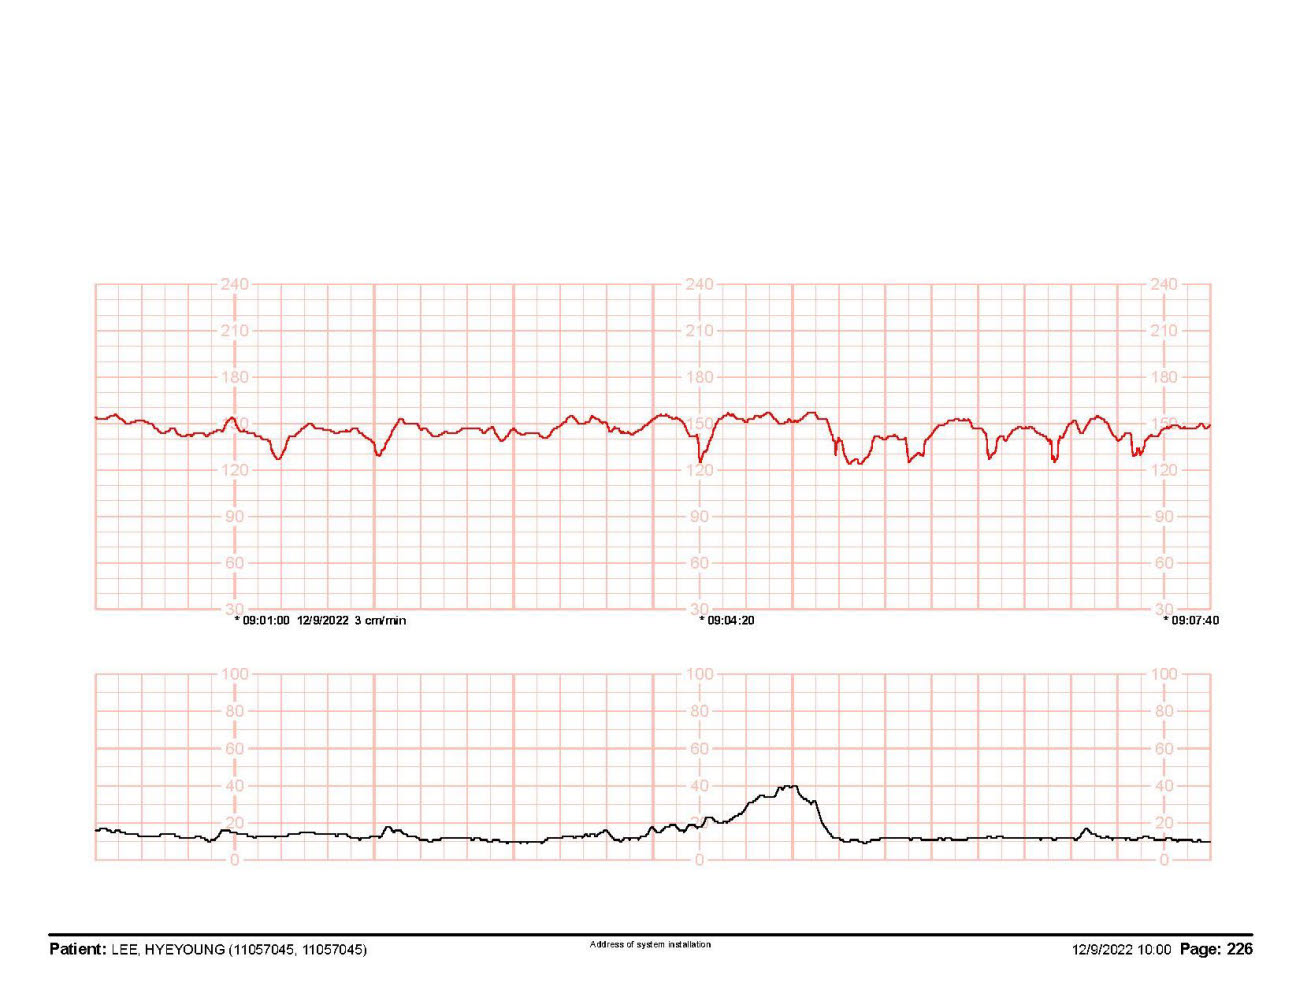 240 240 240
210 210 210
180 180 180
150 150 150
120 120 120
90 90 90
60 60 60
30 30 30
* 09:01:00 12/9/2022 3 cm/min * 09:04:20 * 09:07:40
100 100 100
80 80 80
60 60 60
40 40 40
20 20 20
0 0 0
Patient: LEE, HYEYOUNG (11057045, 11057045) Address of system installation 12/9/2022 10:00 Page: 226